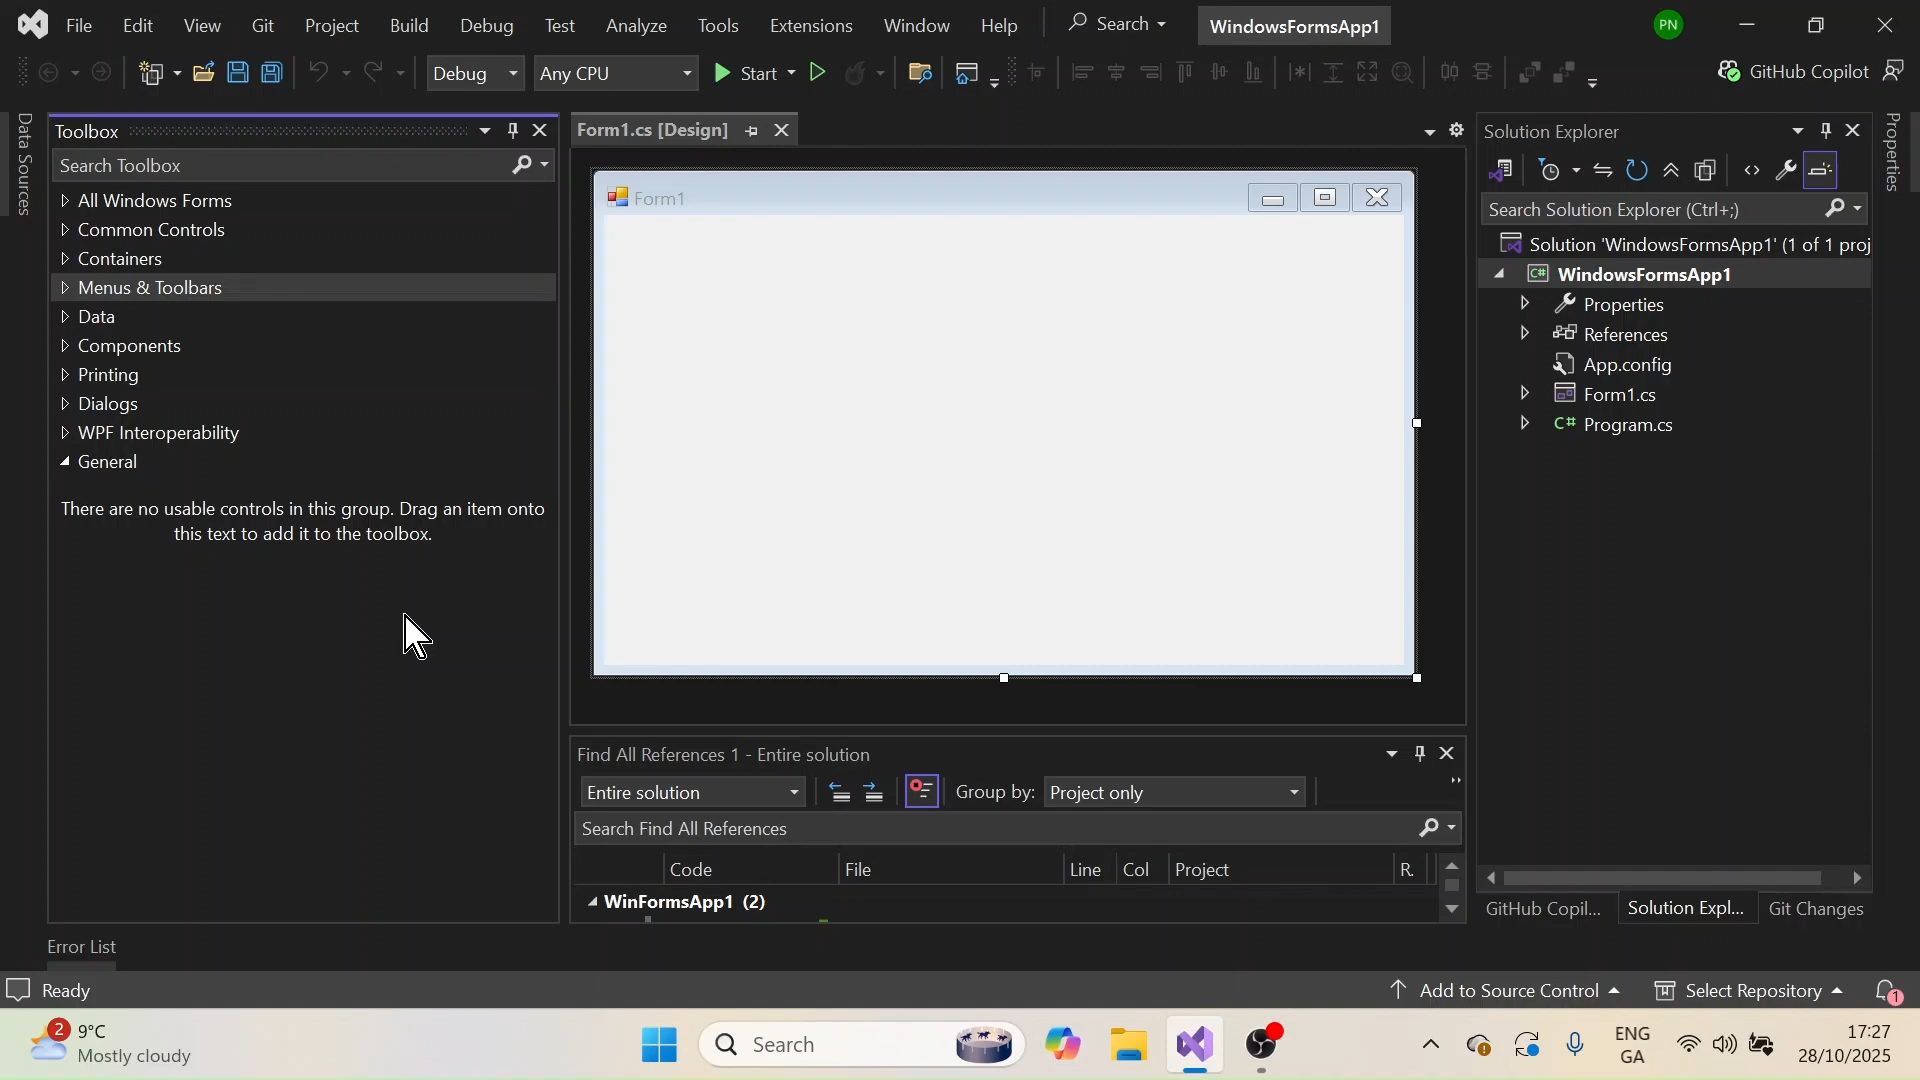 File Edit View Git Project Build Debug Test Analyze Tools Extensions Window Help Search WindowsFormsApp1 PN
Debug Any CPU Start GitHub Copilot
Data Sources
Toolbox
Search Toolbox
All Windows Forms
Common Controls
Containers
Menus & Toolbars
Data
Components
Printing
Dialogs
WPF Interoperability
General
There are no usable controls in this group. Drag an item onto
this text to add it to the toolbox.
Form1.cs [Design]
Form1
Find All References 1 - Entire solution
Entire solution Group by: Project only
Search Find All References
Code File Line Col Project R.
WinFormsApp1 (2)
Solution Explorer
Search Solution Explorer (Ctrl+;)
Solution 'WindowsFormsApp1' (1 of 1 proj
C# WindowsFormsApp1
Properties
References
App.config
Form1.cs
C# Program.cs
GitHub Copil... Solution Expl... Git Changes
Properties
Error List
Ready Add to Source Control Select Repository 1
2 9°C
Mostly cloudy
Search
ENG
GA
17:27
28/10/2025